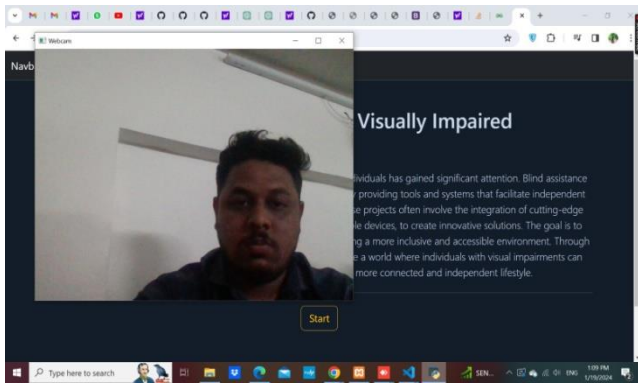 Webcam
Navb
Visually Impaired
individuals has gained significant attention. Blind assistance
providing tools and systems that facilitate independent
projects often involve the integration of cutting-edge
devices, to create innovative solutions. The goal is to
a more inclusive and accessible environment. Through
a world where individuals with visual impairments can
more connected and independent lifestyle.
Start
Type here to search
SEN...
ENG
1:09 PM
1/19/2024